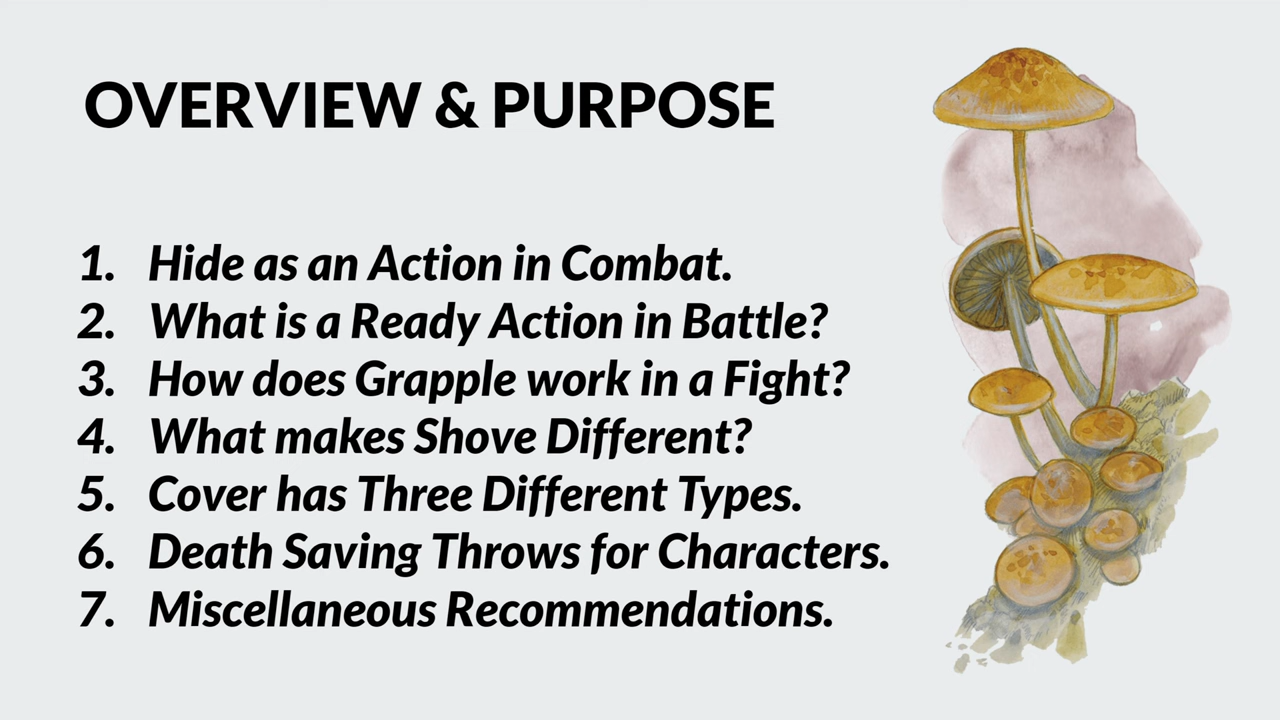 OVERVIEW & PURPOSE
1. Hide as an Action in Combat.
2. What is a Ready Action in Battle?
3. How does Grapple work in a Fight?
4. What makes Shove Different?
5. Cover has Three Different Types.
6. Death Saving Throws for Characters.
7. Miscellaneous Recommendations.